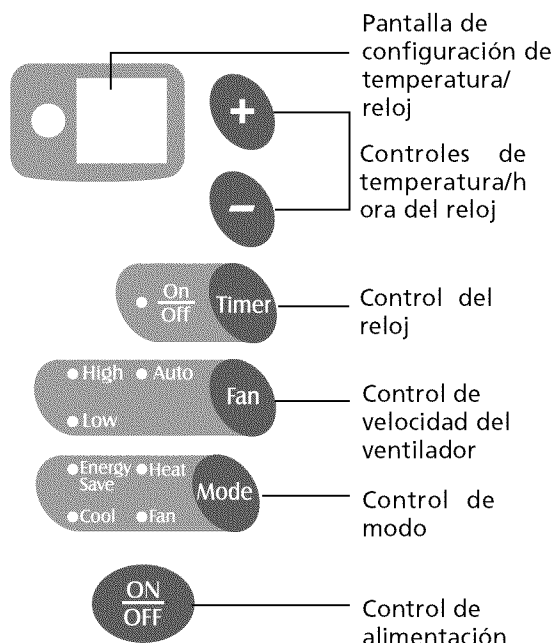 Pantalla de
configuración de
temperatura/
reloj
+
Controles de
temperatura/h
ora del reloj
−
On
Off
Timer
Control del
reloj
High Auto
Low
Fan
Control de
velocidad del
ventilador
Energy Heat
Save
Cool Fan
Mode
Control de
modo
ON
OFF
Control de
alimentación